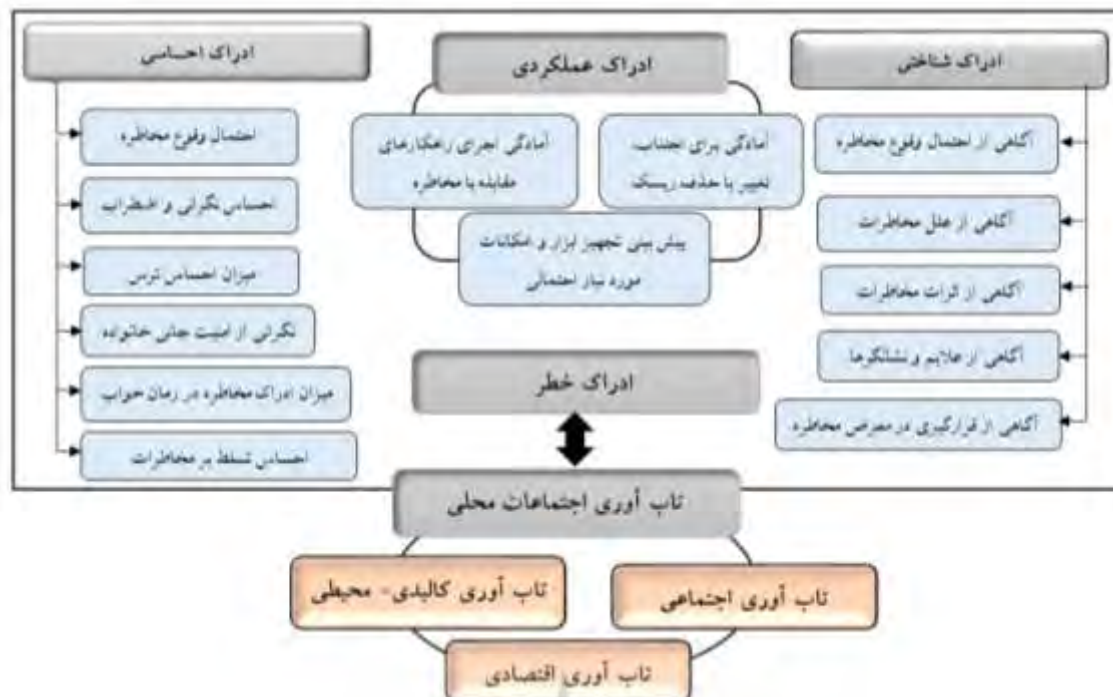 ادراک شناختی
آگاهی از احتمال وقوع مخاطره
آگاهی از علل مخاطرات
آگاهی از اثرات مخاطرات
آگاهی از علایم و نشانگرها
آگاهی از قرارگیری در معرض مخاطره
ادراک عملکردی
آمادگی برای اجتناب،
تغییر یا حذف ریسک
آمادگی اجرای راهکارهای
مقابله با مخاطره
پیش بینی تجهیز ابزار و امکانات
مورد نیاز احتمالی
ادراک احساسی
احتمال وقوع مخاطره
احساس نگرانی و اضطراب
میزان احساس ترس
نگرانی از امنیت جانی خانواده
میزان ادراک مخاطره در زمان خواب
احساس تسلط بر مخاطرات
ادراک خطر
تاب آوری اجتماعات محلی
تاب آوری اجتماعی
تاب آوری کالبدی- محیطی
تاب آوری اقتصادی